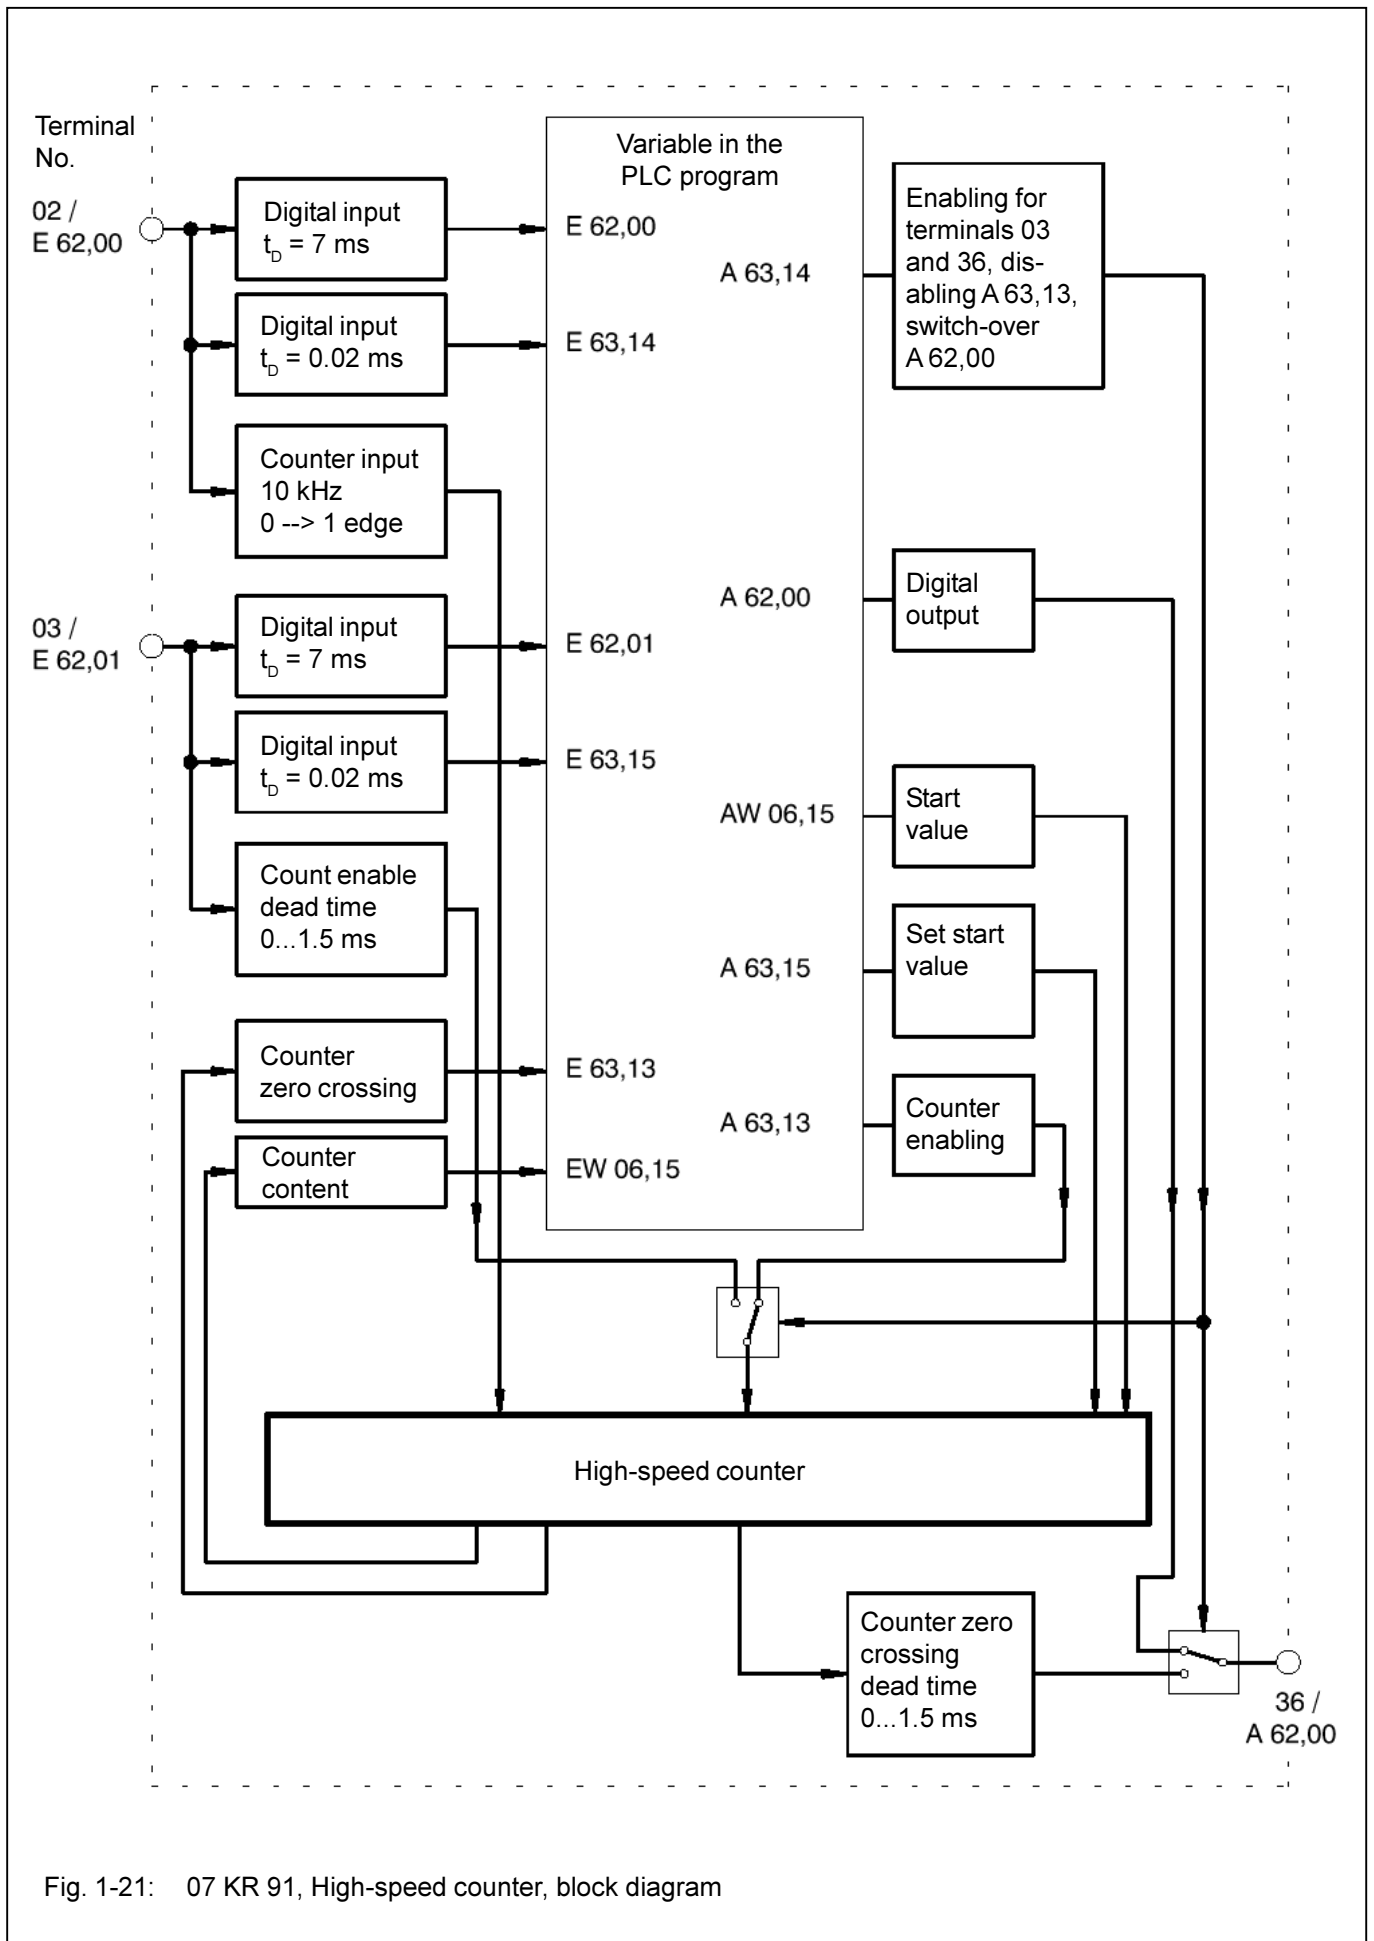 Terminal
No.
02 /
E 62,00
Digital input
tD = 7 ms
Digital input
tD = 0.02 ms
Counter input
10 kHz
0 --> 1 edge
03 /
E 62,01
Digital input
tD = 7 ms
Digital input
tD = 0.02 ms
Count enable
dead time
0...1.5 ms
Counter
zero crossing
Counter
content
Variable in the
PLC program
E 62,00
A 63,14
E 63,14
A 62,00
E 62,01
E 63,15
AW 06,15
A 63,15
E 63,13
A 63,13
EW 06,15
Enabling for
terminals 03
and 36, dis-
abling A 63,13,
switch-over
A 62,00
Digital
output
Start
value
Set start
value
Counter
enabling
High-speed counter
Counter zero
crossing
dead time
0...1.5 ms
36 /
A 62,00
Fig. 1-21: 07 KR 91, High-speed counter, block diagram